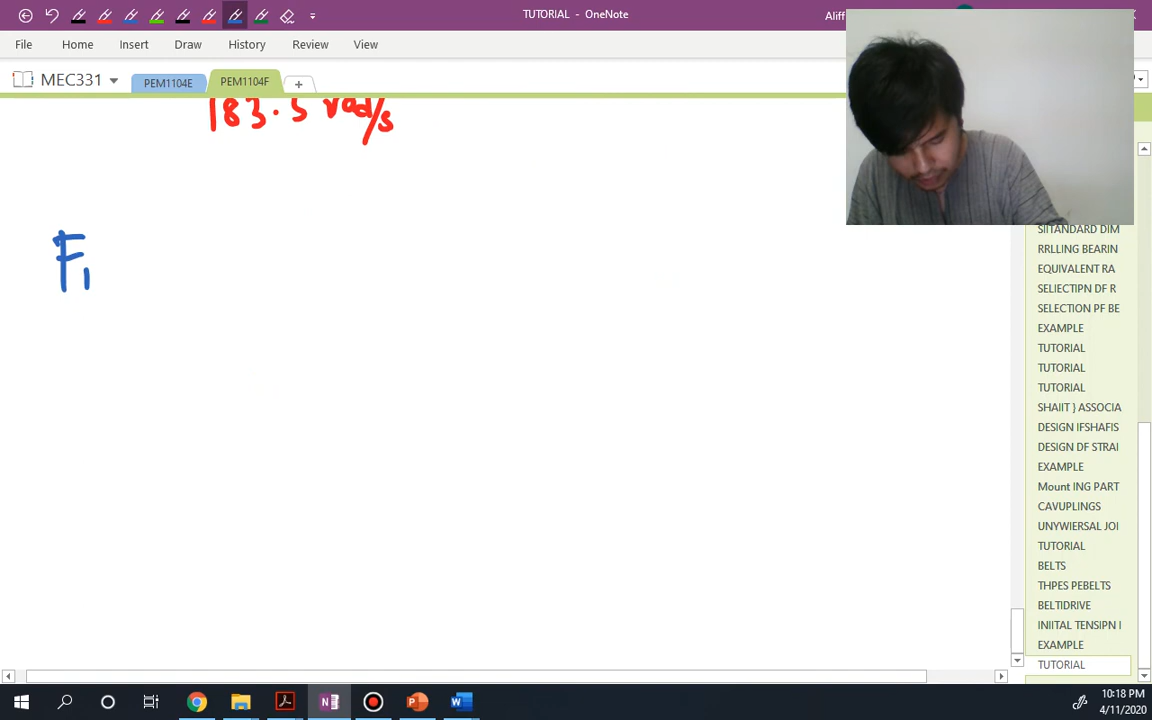 TUTORIAL - OneNote
Aliff
File Home Insert Draw History Review View
MEC331
PEM1104E
PEM1104F
183.5 rad/s
F1
SIITANDARD DIM
RRLLING BEARIN
EQUIVALENT RA
SELIECTIPN DF R
SELECTION PF BE
EXAMPLE
TUTORIAL
TUTORIAL
TUTORIAL
SHAIIT } ASSOCIA
DESIGN IFSHAFIS
DESIGN DF STRAI
EXAMPLE
Mount ING PART
CAVUPLINGS
UNYWIERSAL JOI
TUTORIAL
BELTS
THPES PEBELTS
BELTIDRIVE
INIITAL TENSIPN I
EXAMPLE
TUTORIAL
10:18 PM
4/11/2020